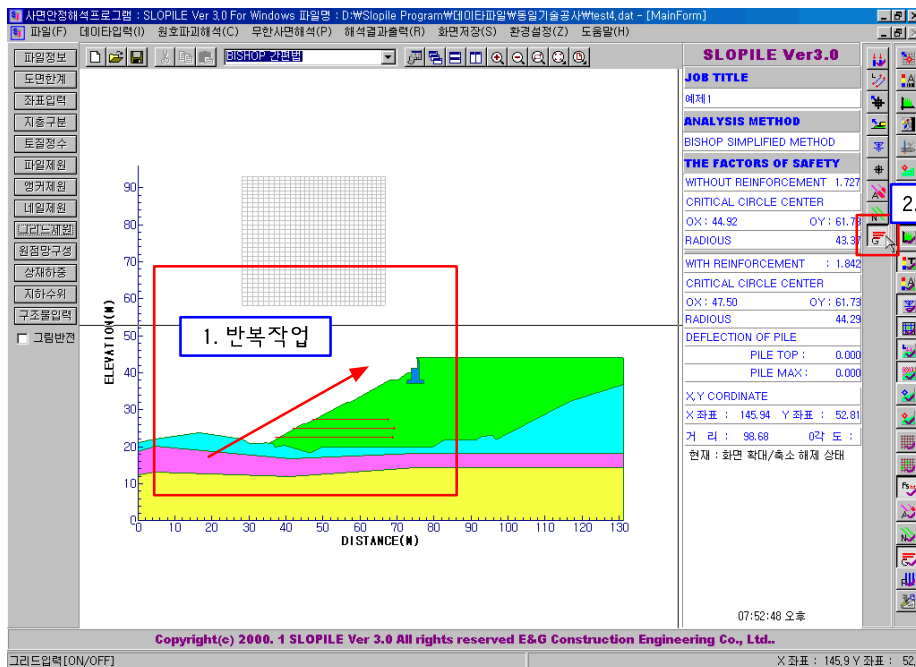 사면안정해석프로그램 : SLOPILE Ver 3.0 For Windows 파일명 : D:₩Slopile Program₩데이타파일₩동일기술공사₩test4.dat - [MainForm]
파일(F) 데이타입력(I) 원호파괴해석(C) 무한사면해석(P) 해석결과출력(R) 화면저장(S) 환경설정(Z) 도움말(H)
BISHOP 간편법
파일정보
도면한계
좌표입력
지층구분
토질정수
파일제원
앵커제원
네일제원
그리드제원
원점망구성
상재하중
지하수위
구조물입력
그림반전
ELEVATION(M)
90
80
70
60
50
40
30
20
10
0
0 10 20 30 40 50 60 70 80 90 100 110 120 130
DISTANCE(M)
1. 반복작업
SLOPILE Ver3.0
JOB TITLE
예제1
ANALYSIS METHOD
BISHOP SIMPLIFIED METHOD
THE FACTORS OF SAFETY
WITHOUT REINFORCEMENT 1.727
CRITICAL CIRCLE CENTER
OX : 44.92 OY : 61.73
RADIOUS 43.37
WITH REINFORCEMENT : 1.842
CRITICAL CIRCLE CENTER
OX : 47.50 OY : 61.73
RADIOUS 44.29
DEFLECTION OF PILE
PILE TOP : 0.000
PILE MAX : 0.000
X,Y CORDINATE
X 좌표 : 145.94 Y 좌표 : 52.81
거 리 : 98.68 0각 도 :
현재 : 화면 확대/축소 해제 상태
07:52:48 오후
2.
Copyright(c) 2000. 1 SLOPILE Ver 3.0 All rights reserved E&G Construction Engineering Co., Ltd..
그리드입력[ON/OFF]
X 좌표 : 145.9 Y 좌표 : 52.